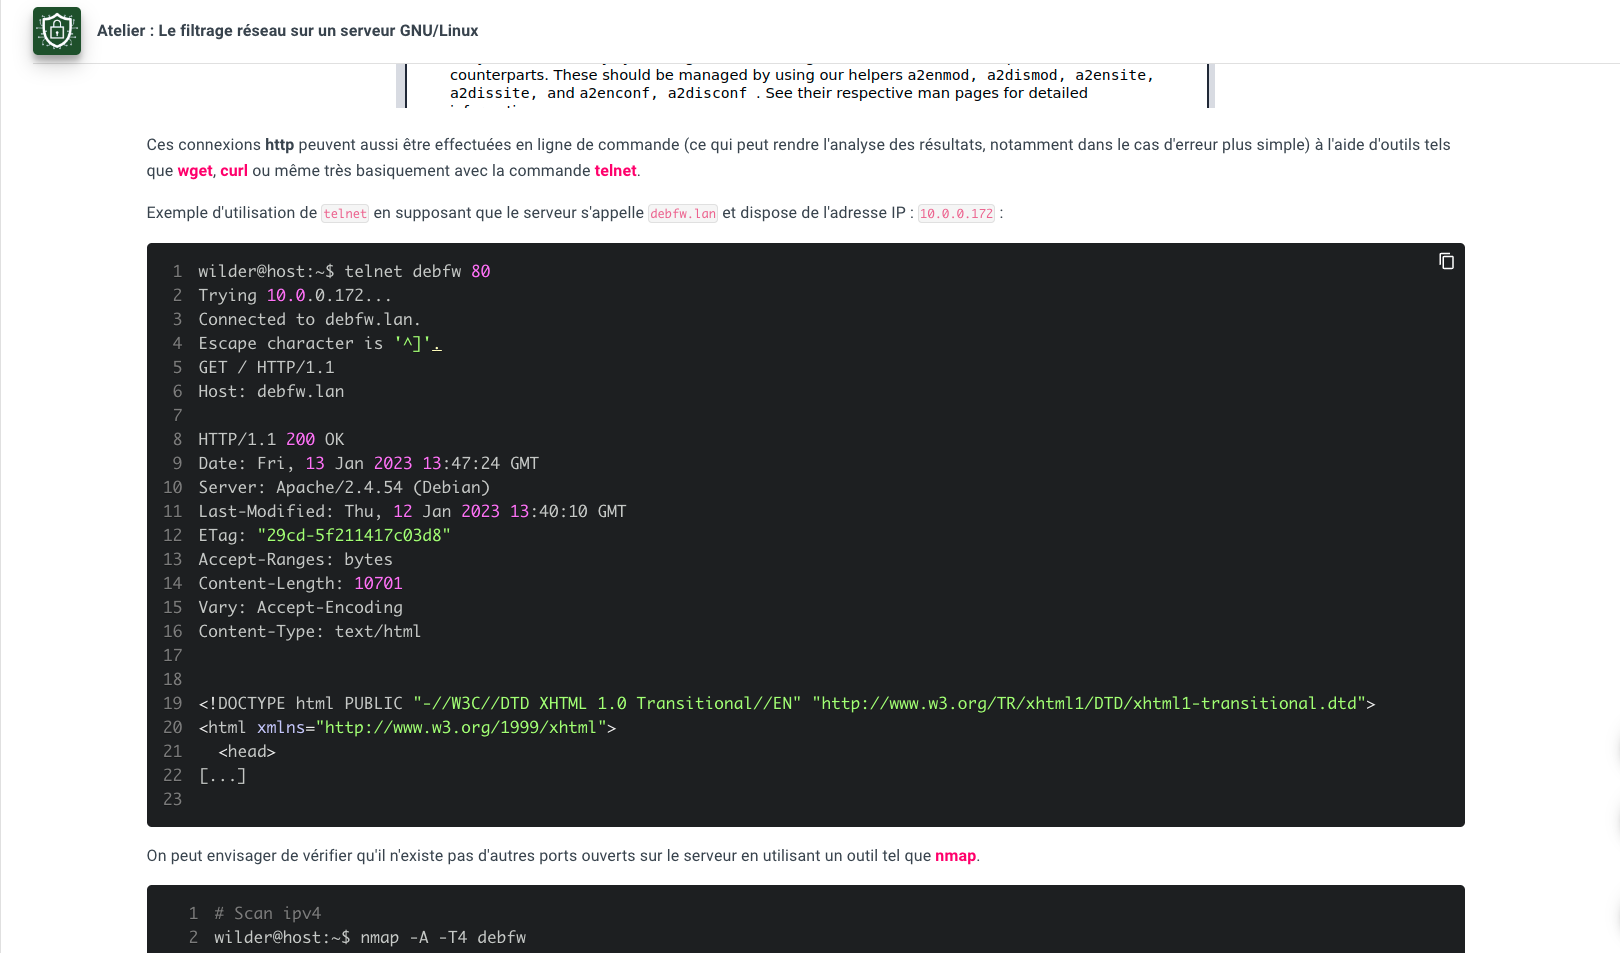 Atelier : Le filtrage réseau sur un serveur GNU/Linux
counterparts. These should be managed by using our helpers a2enmod, a2dismod, a2ensite,
a2dissite, and a2enconf, a2disconf . See their respective man pages for detailed
Ces connexions http peuvent aussi être effectuées en ligne de commande (ce qui peut rendre l'analyse des résultats, notamment dans le cas d'erreur plus simple) à l'aide d'outils tels
que wget, curl ou même très basiquement avec la commande telnet.
Exemple d'utilisation de telnet en supposant que le serveur s'appelle debfw.lan et dispose de l'adresse IP : 10.0.0.172 :
1 wilder@host:~$ telnet debfw 80
2 Trying 10.0.0.172...
3 Connected to debfw.lan.
4 Escape character is '^]'.
5 GET / HTTP/1.1
6 Host: debfw.lan
7
8 HTTP/1.1 200 OK
9 Date: Fri, 13 Jan 2023 13:47:24 GMT
10 Server: Apache/2.4.54 (Debian)
11 Last-Modified: Thu, 12 Jan 2023 13:40:10 GMT
12 ETag: "29cd-5f211417c03d8"
13 Accept-Ranges: bytes
14 Content-Length: 10701
15 Vary: Accept-Encoding
16 Content-Type: text/html
17
18
19 <!DOCTYPE html PUBLIC "-//W3C//DTD XHTML 1.0 Transitional//EN" "http://www.w3.org/TR/xhtml1/DTD/xhtml1-transitional.dtd">
20 <html xmlns="http://www.w3.org/1999/xhtml">
21 <head>
22 [...]
23
On peut envisager de vérifier qu'il n'existe pas d'autres ports ouverts sur le serveur en utilisant un outil tel que nmap.
1 # Scan ipv4
2 wilder@host:~$ nmap -A -T4 debfw